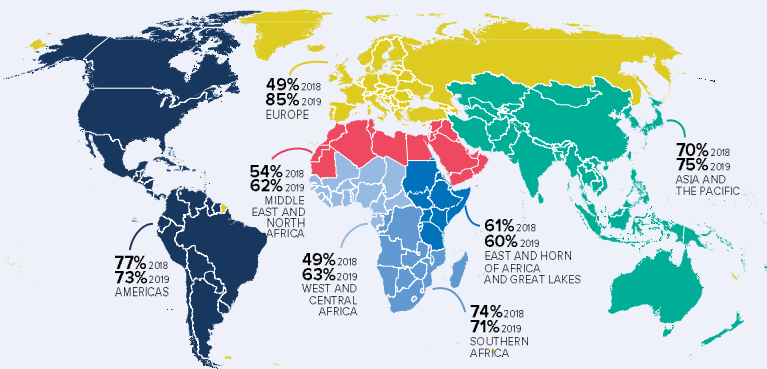 49% 2018
85% 2019
EUROPE
54% 2018
62% 2019
MIDDLE
EAST AND
NORTH
AFRICA
70% 2018
75% 2019
ASIA AND
THE PACIFIC
77% 2018
73% 2019
AMERICAS
49% 2018
63% 2019
WEST AND
CENTRAL
AFRICA
61% 2018
60% 2019
EAST AND HORN
OF AFRICA
AND GREAT LAKES
74% 2018
71% 2019
SOUTHERN
AFRICA